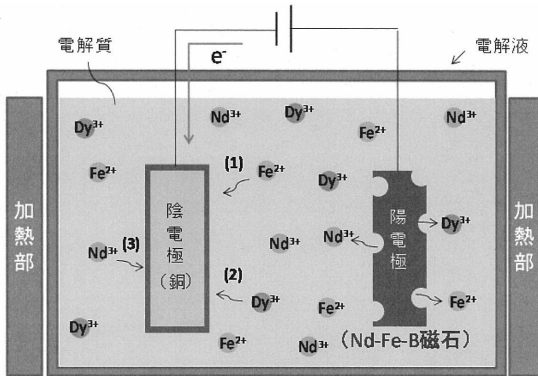 電解質
e⁻
電解液
Dy³⁺
Nd³⁺
Dy³⁺
Fe²⁺
Nd³⁺
Fe²⁺
(1)
Fe²⁺
Dy³⁺
加熱部
陰電極(銅)
陽電極
加熱部
Nd³⁺
(3)
Nd³⁺
Nd³⁺
Dy³⁺
(2)
Dy³⁺
Fe²⁺
Fe²⁺
Dy³⁺
Fe²⁺
Nd³⁺
(Nd-Fe-B磁石)